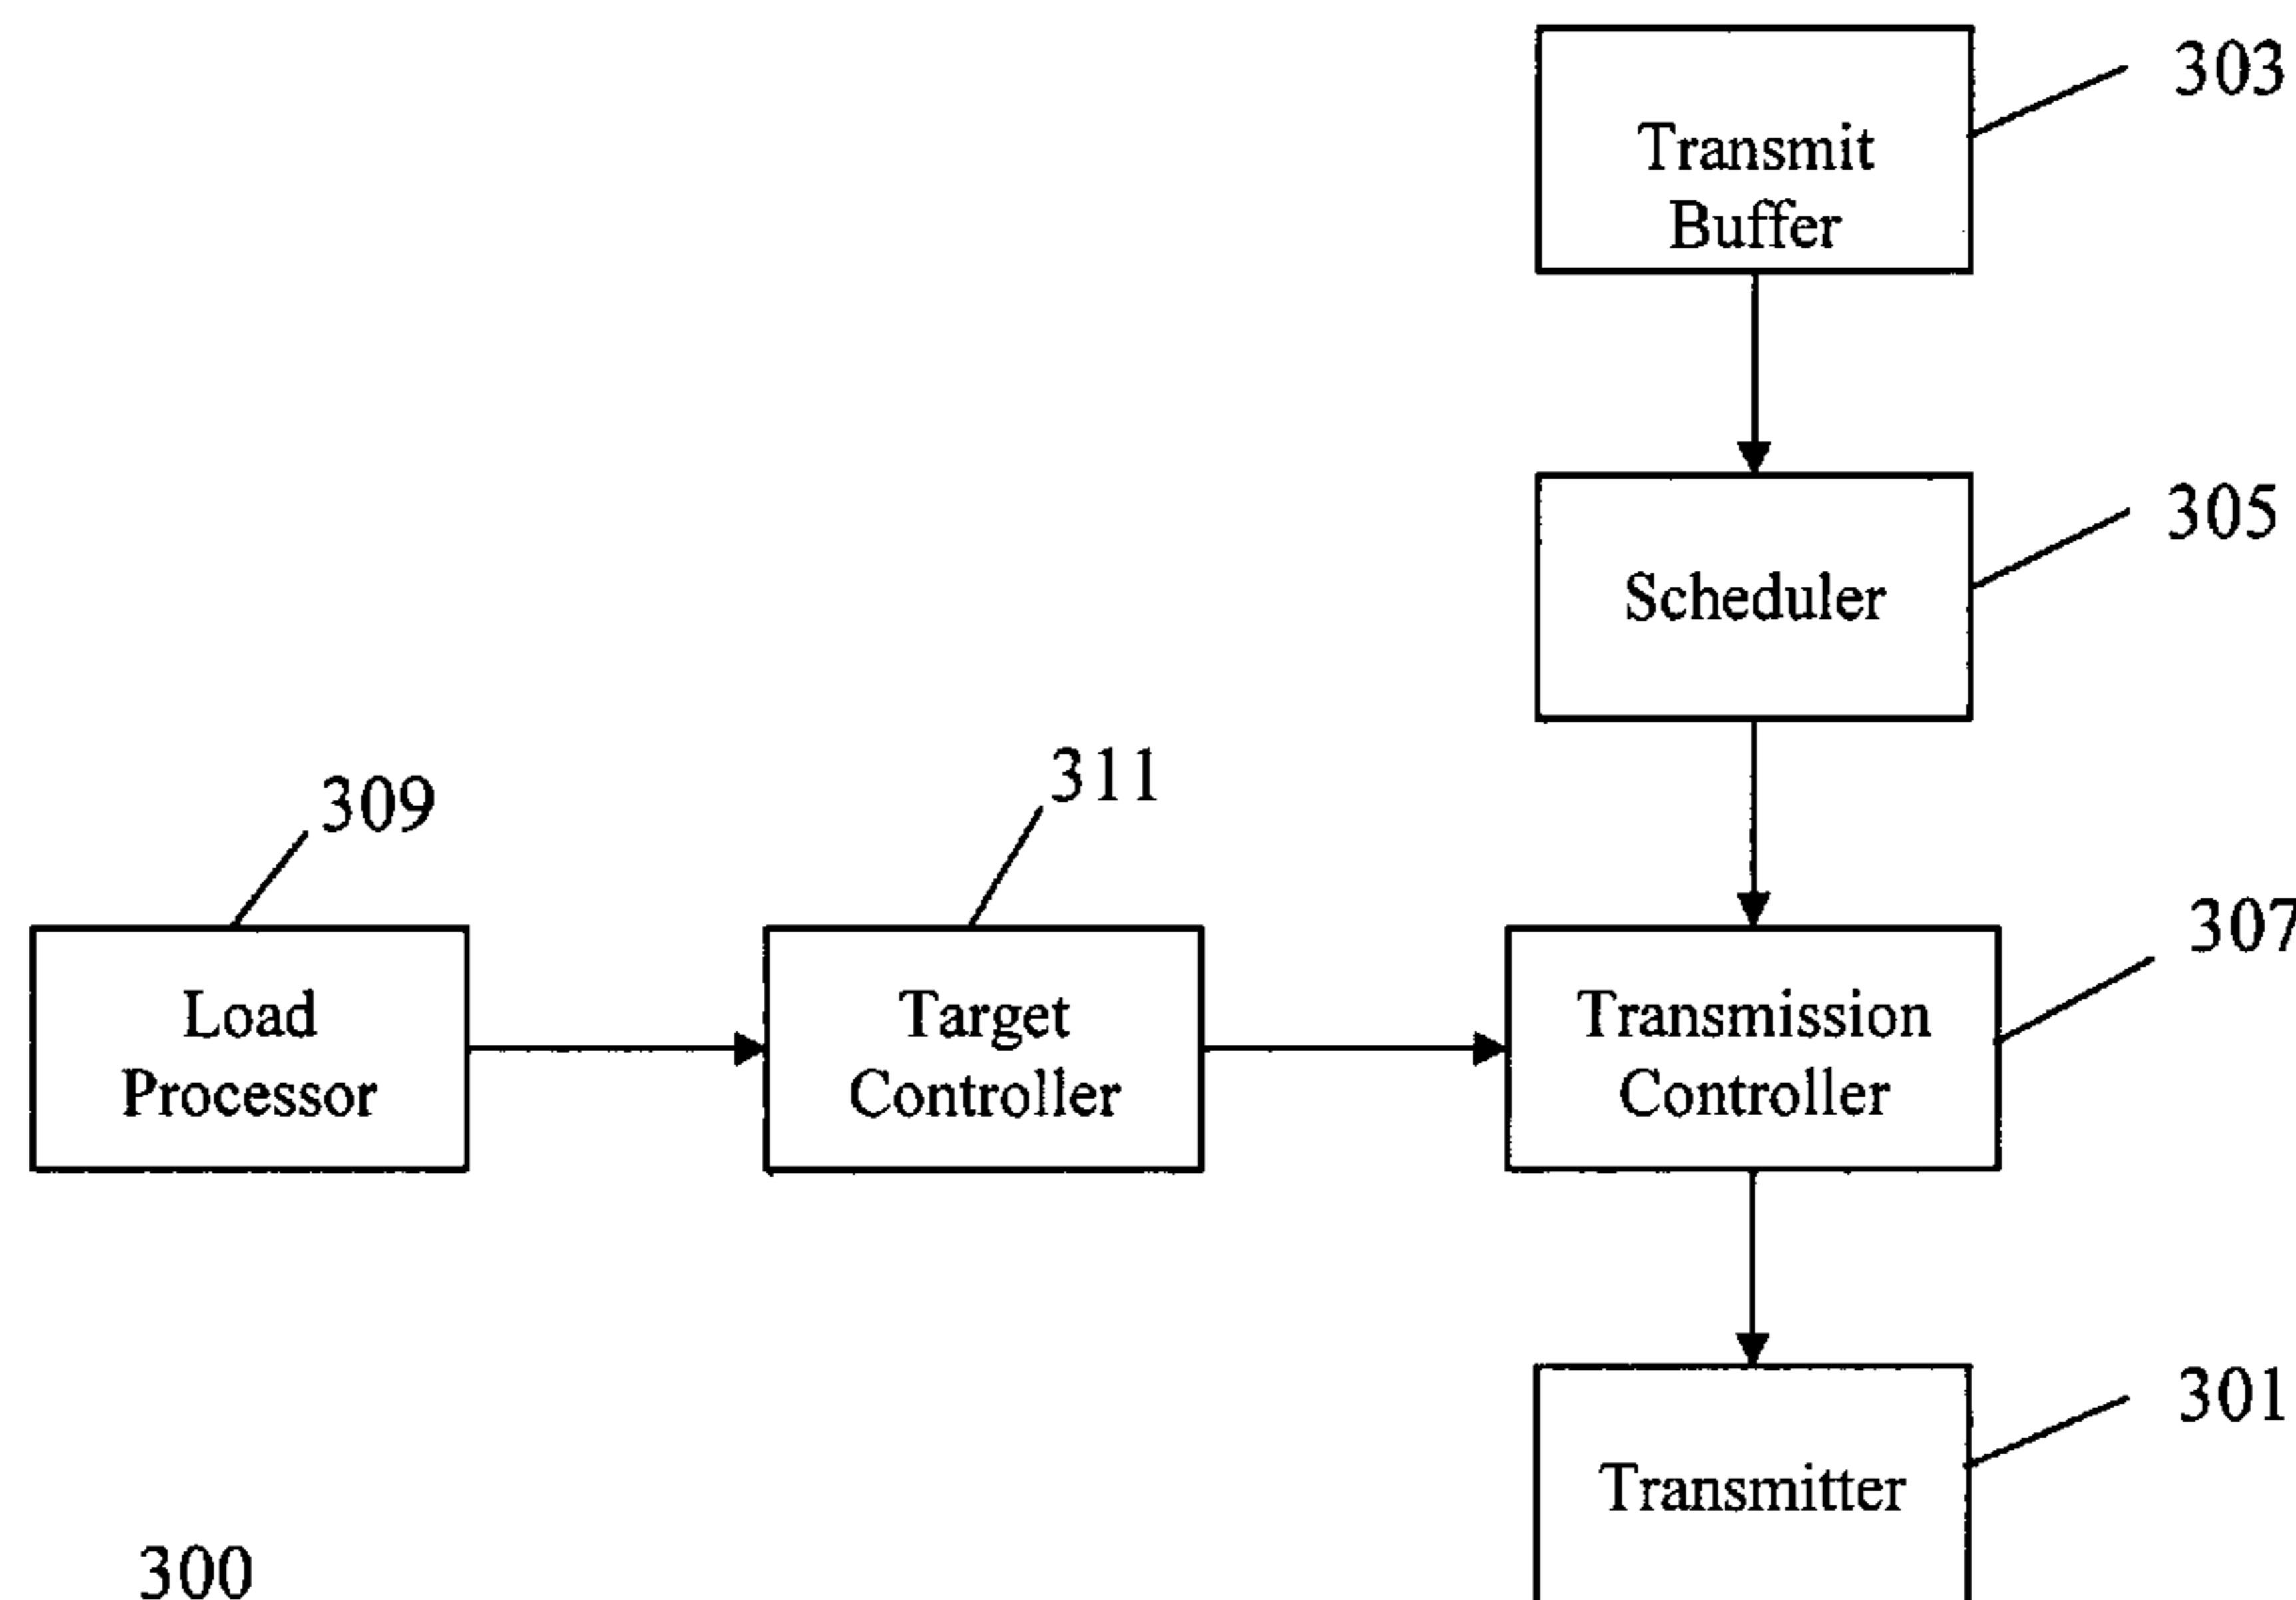 303
Transmit
Buffer
305
Scheduler
309
311
307
Load
Processor
Target
Controller
Transmission
Controller
301
Transmitter
300